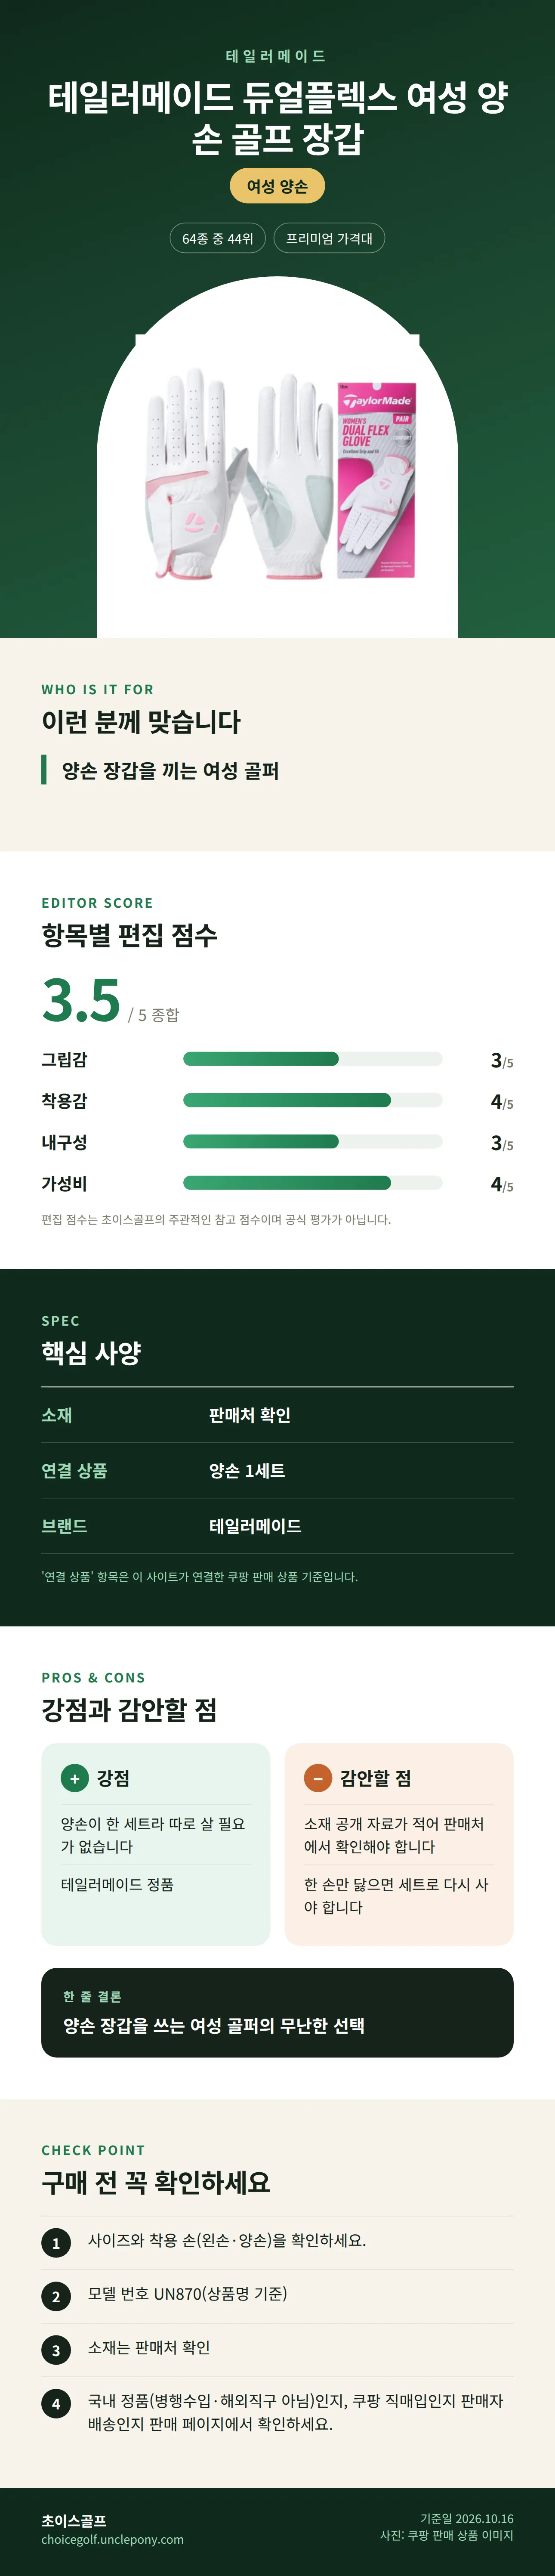 테일러메이드
테일러메이드 듀얼플렉스 여성 양
손 골프 장갑
여성 양손
64종 중 44위
프리미엄 가격대
TaylorMade
PAIR
WOMEN'S
DUAL FLEX
GLOVE
Excellent Grip and Fit
WHO IS IT FOR
이런 분께 맞습니다
양손 장갑을 끼는 여성 골퍼
EDITOR SCORE
항목별 편집 점수
3.5 / 5 종합
그립감 3/5
착용감 4/5
내구성 3/5
가성비 4/5
편집 점수는 초이스골프의 주관적인 참고 점수이며 공식 평가가 아닙니다.
SPEC
핵심 사양
소재 판매처 확인
연결 상품 양손 1세트
브랜드 테일러메이드
'연결 상품' 항목은 이 사이트가 연결한 쿠팡 판매 상품 기준입니다.
PROS & CONS
강점과 감안할 점
+ 강점
양손이 한 세트라 따로 살 필요
가 없습니다
테일러메이드 정품
− 감안할 점
소재 공개 자료가 적어 판매처
에서 확인해야 합니다
한 손만 닳으면 세트로 다시 사
야 합니다
한 줄 결론
양손 장갑을 쓰는 여성 골퍼의 무난한 선택
CHECK POINT
구매 전 꼭 확인하세요
1 사이즈와 착용 손(왼손·양손)을 확인하세요.
2 모델 번호 UN870(상품명 기준)
3 소재는 판매처 확인
4 국내 정품(병행수입·해외직구 아님)인지, 쿠팡 직매입인지 판매자
배송인지 판매 페이지에서 확인하세요.
초이스골프
choicegolf.unclepony.com
기준일 2026.10.16
사진: 쿠팡 판매 상품 이미지